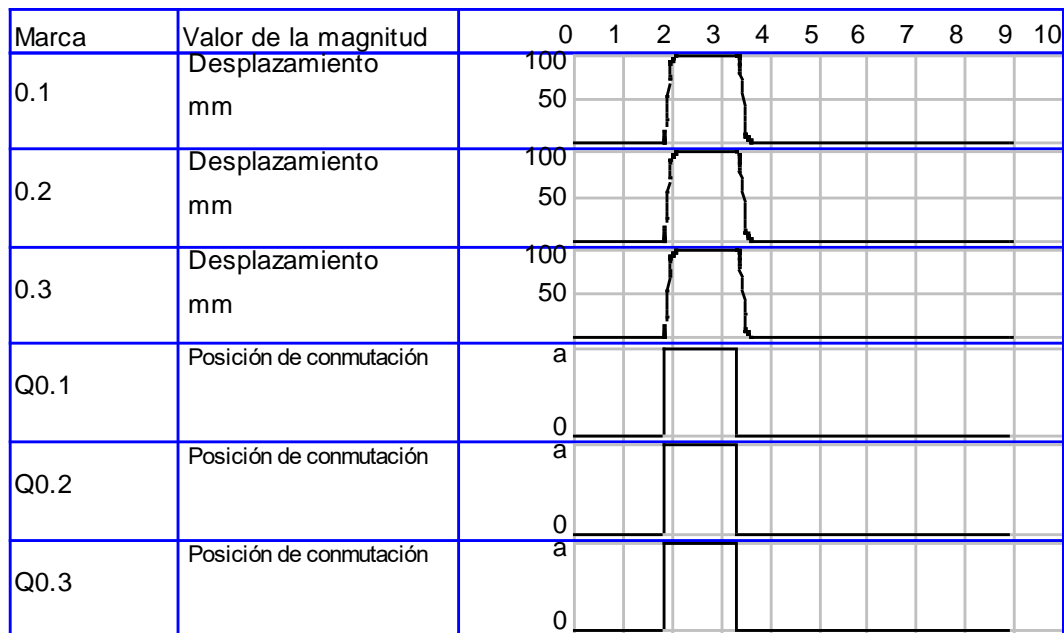 Marca Valor de la magnitud 0 1 2 3 4 5 6 7 8 9 10
0.1 Desplazamiento 100
mm 50
0.2 Desplazamiento 100
mm 50
0.3 Desplazamiento 100
mm 50
Q0.1 Posición de conmutación a
0
Q0.2 Posición de conmutación a
0
Q0.3 Posición de conmutación a
0